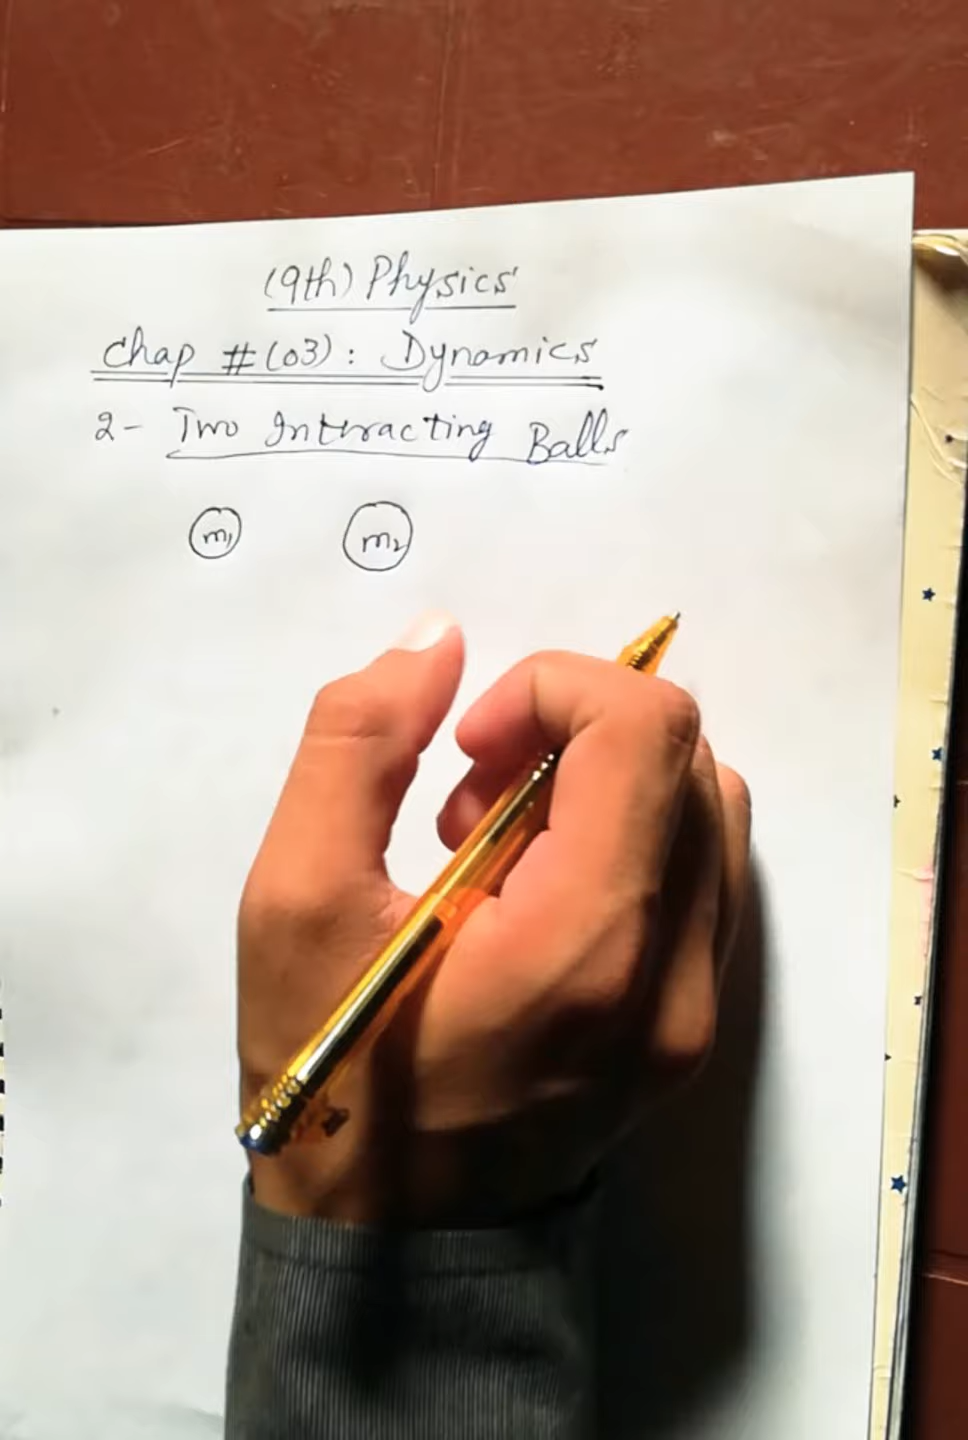 (9th) Physics
Chap #(03): Dynamics
2- Two Interacting Balls
m1 m2